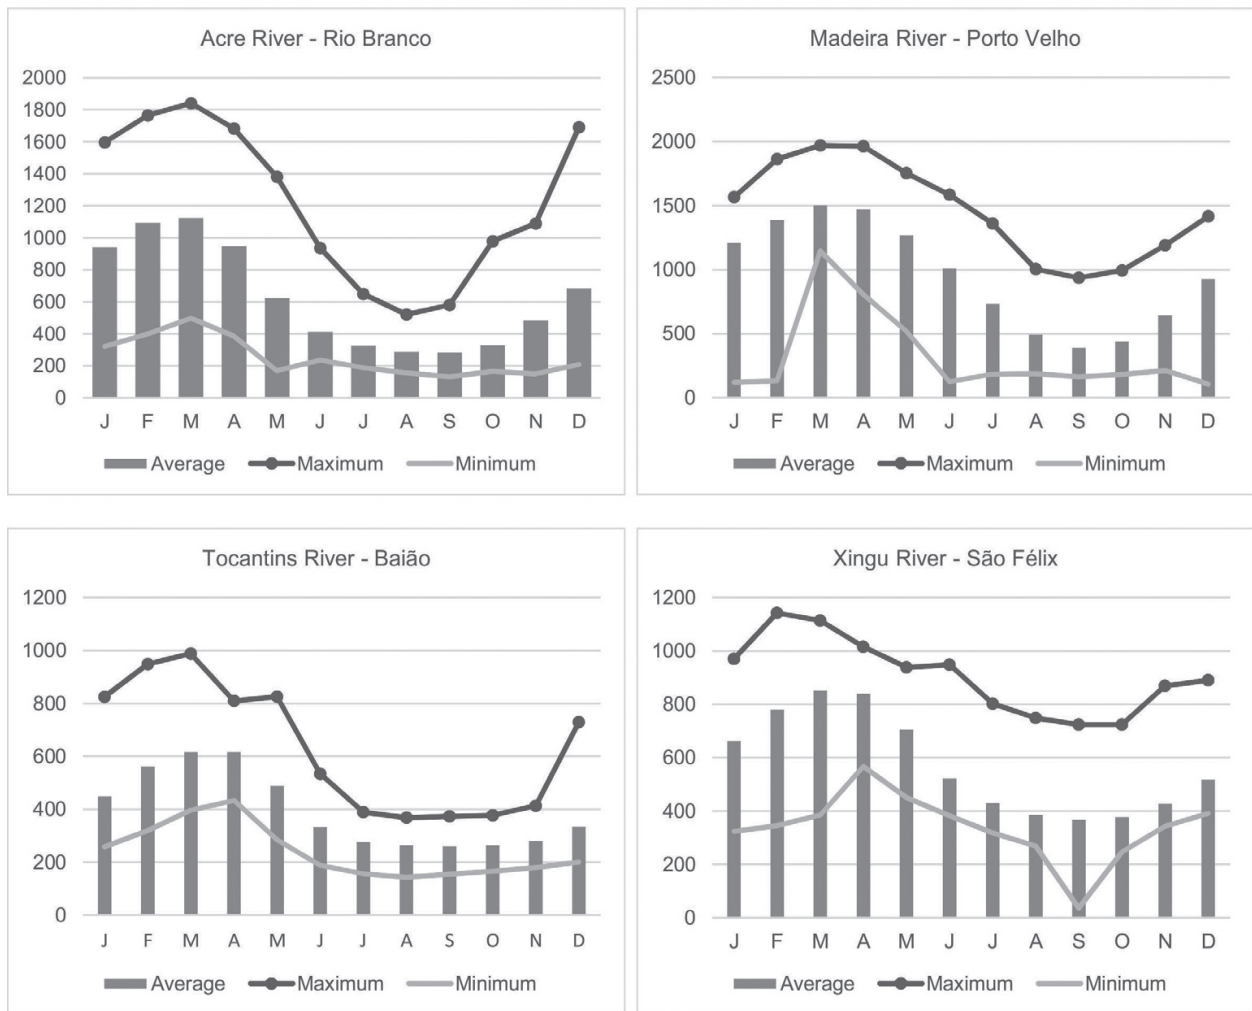 Acre River - Rio Branco
2000
1800
1600
1400
1200
1000
800
600
400
200
0
J F M A M J J A S O N D
Average Maximum Minimum
Madeira River - Porto Velho
2500
2000
1500
1000
500
0
J F M A M J J A S O N D
Average Maximum Minimum
Tocantins River - Baião
1200
1000
800
600
400
200
0
J F M A M J J A S O N D
Average Maximum Minimum
Xingu River - São Félix
1200
1000
800
600
400
200
0
J F M A M J J A S O N D
Average Maximum Minimum